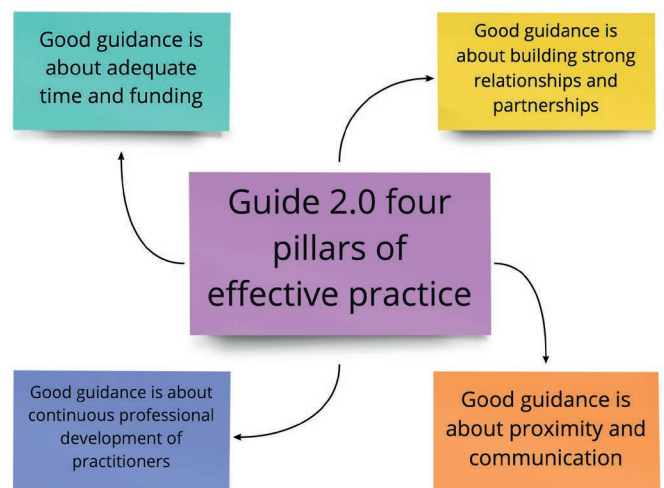 Good guidance is
about adequate
time and funding
Good guidance is
about building strong
relationships and
partnerships
Guide 2.0 four
pillars of
effective practice
Good guidance is about
continuous professional
development of
practitioners
Good guidance is
about proximity and
communication